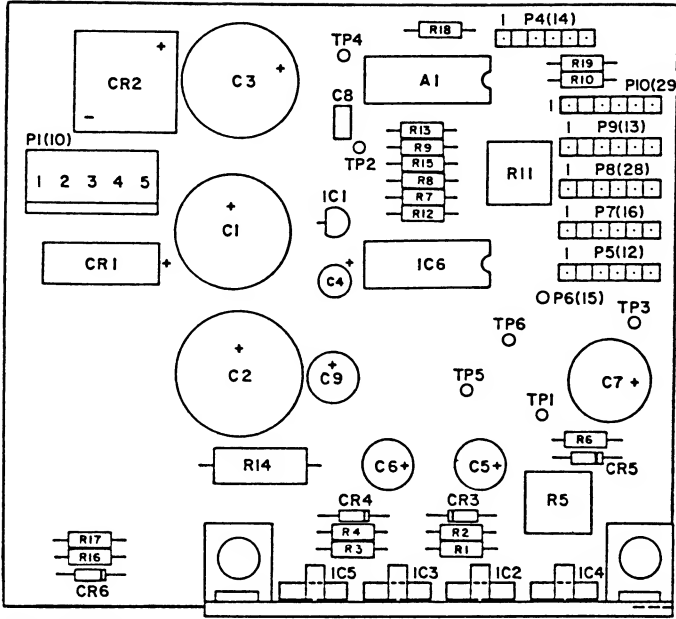 R18
1 P4(14)
TP4
R19
R10
CR2
C3
A1
C8
P10(29
1
R13
R9
R15
R8
R7
R12
TP2
1 P9(13)
P1(10)
1 2 3 4 5
R11
1 P8(28)
IC1
C1
1 P7(16)
CR1
C4
IC6
1 P5(12)
P6(15)
TP3
TP6
C2
C9
TP5
C7
TP1
R6
CR5
R14
C6
C5
R5
CR4
CR3
R17
R16
CR6
R4
R3
R2
R1
IC5
IC3
IC2
IC4